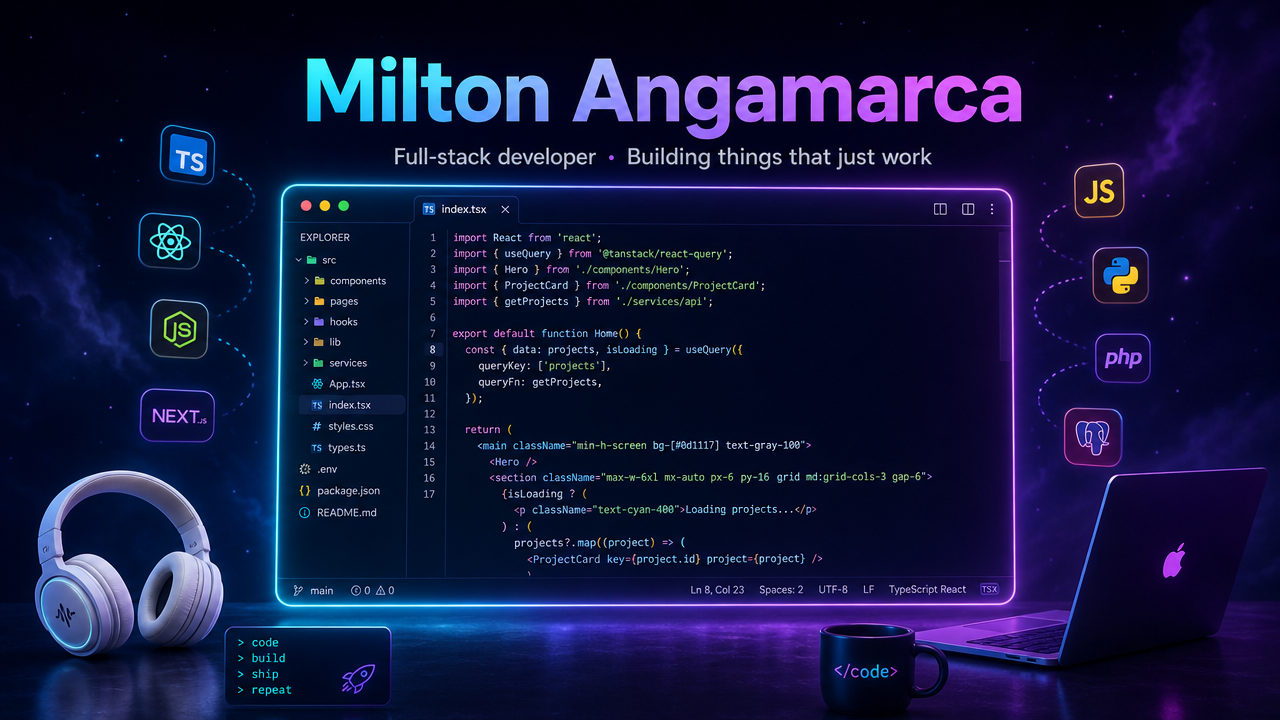 Milton Angamarca
Full-stack developer • Building things that just work
TS
NEXT.JS
JS
JS
php
TS index.tsx ×
EXPLORER
src
components
pages
hooks
lib
services
App.tsx
TS index.tsx
# styles.css
TS types.ts
.env
{} package.json
README.md
1 import React from 'react';
2 import { useQuery } from '@tanstack/react-query';
3 import { Hero } from './components/Hero';
4 import { ProjectCard } from './components/ProjectCard';
5 import { getProjects } from './services/api';
6
7 export default function Home() {
8 const { data: projects, isLoading } = useQuery({
9 queryKey: ['projects'],
10 queryFn: getProjects,
11 });
12
13 return (
14 <main className="min-h-screen bg-[#0d1117] text-gray-100">
15 <Hero />
16 <section className="max-w-6xl mx-auto px-6 py-16 grid md:grid-cols-3 gap-6">
17 {isLoading ? (
<p className="text-cyan-400">Loading projects...</p>
) : (
projects?.map((project) => (
<ProjectCard key={project.id} project={project} />
)
main 0 0
Ln 8, Col 23 Spaces: 2 UTF-8 LF TypeScript React TSX
> code
> build
> ship
> repeat
</code>